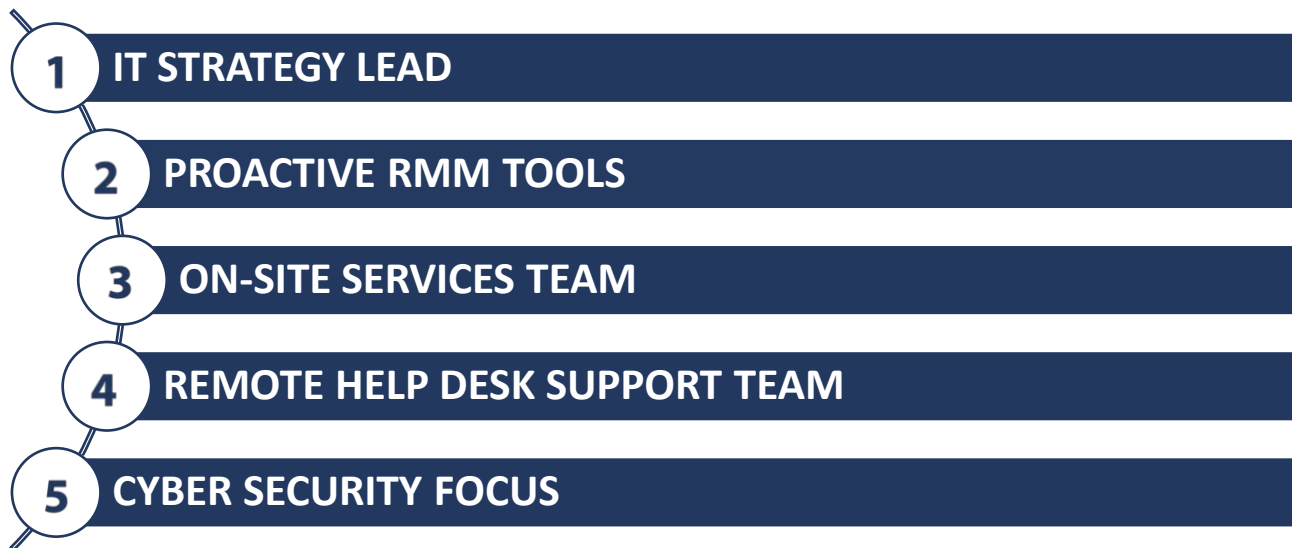 1 IT STRATEGY LEAD
2 PROACTIVE RMM TOOLS
3 ON-SITE SERVICES TEAM
4 REMOTE HELP DESK SUPPORT TEAM
5 CYBER SECURITY FOCUS